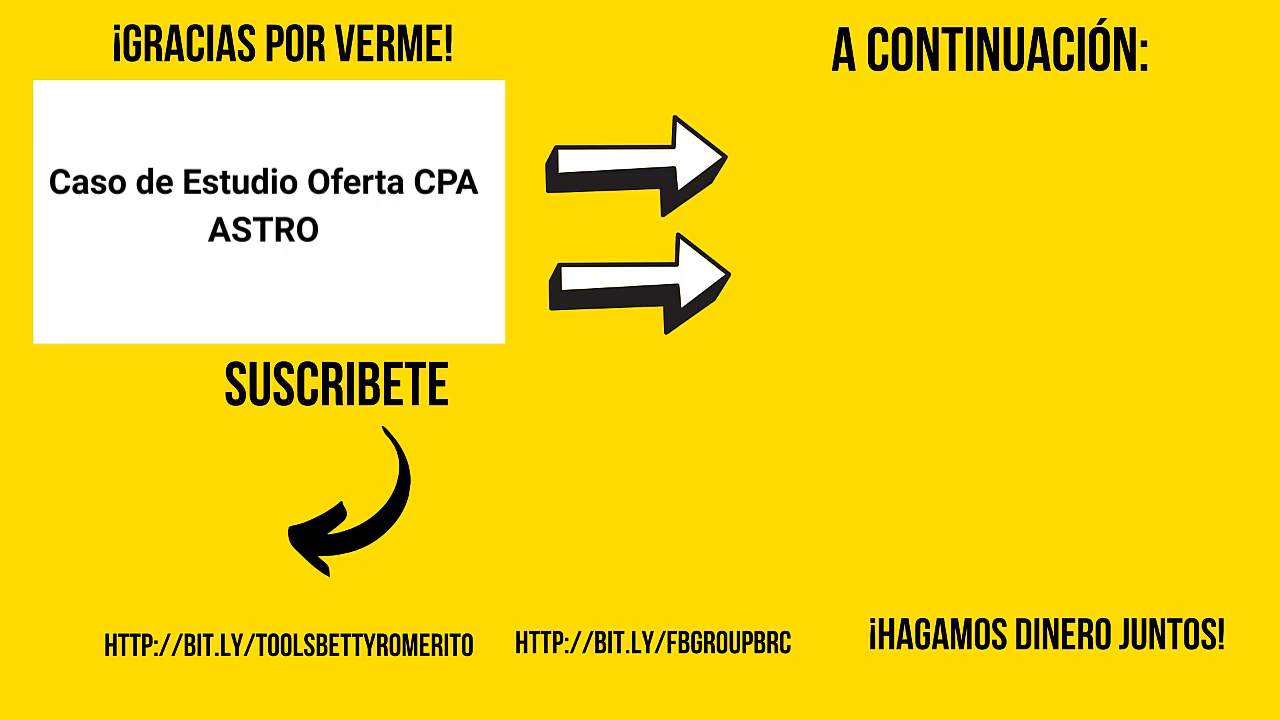 ¡GRACIAS POR VERME!
A CONTINUACIÓN:
Caso de Estudio Oferta CPA
ASTRO
SUSCRIBETE
HTTP://BIT.LY/TOOLSBETTYROMERITO
HTTP://BIT.LY/FBGROUPBRC
¡HAGAMOS DINERO JUNTOS!